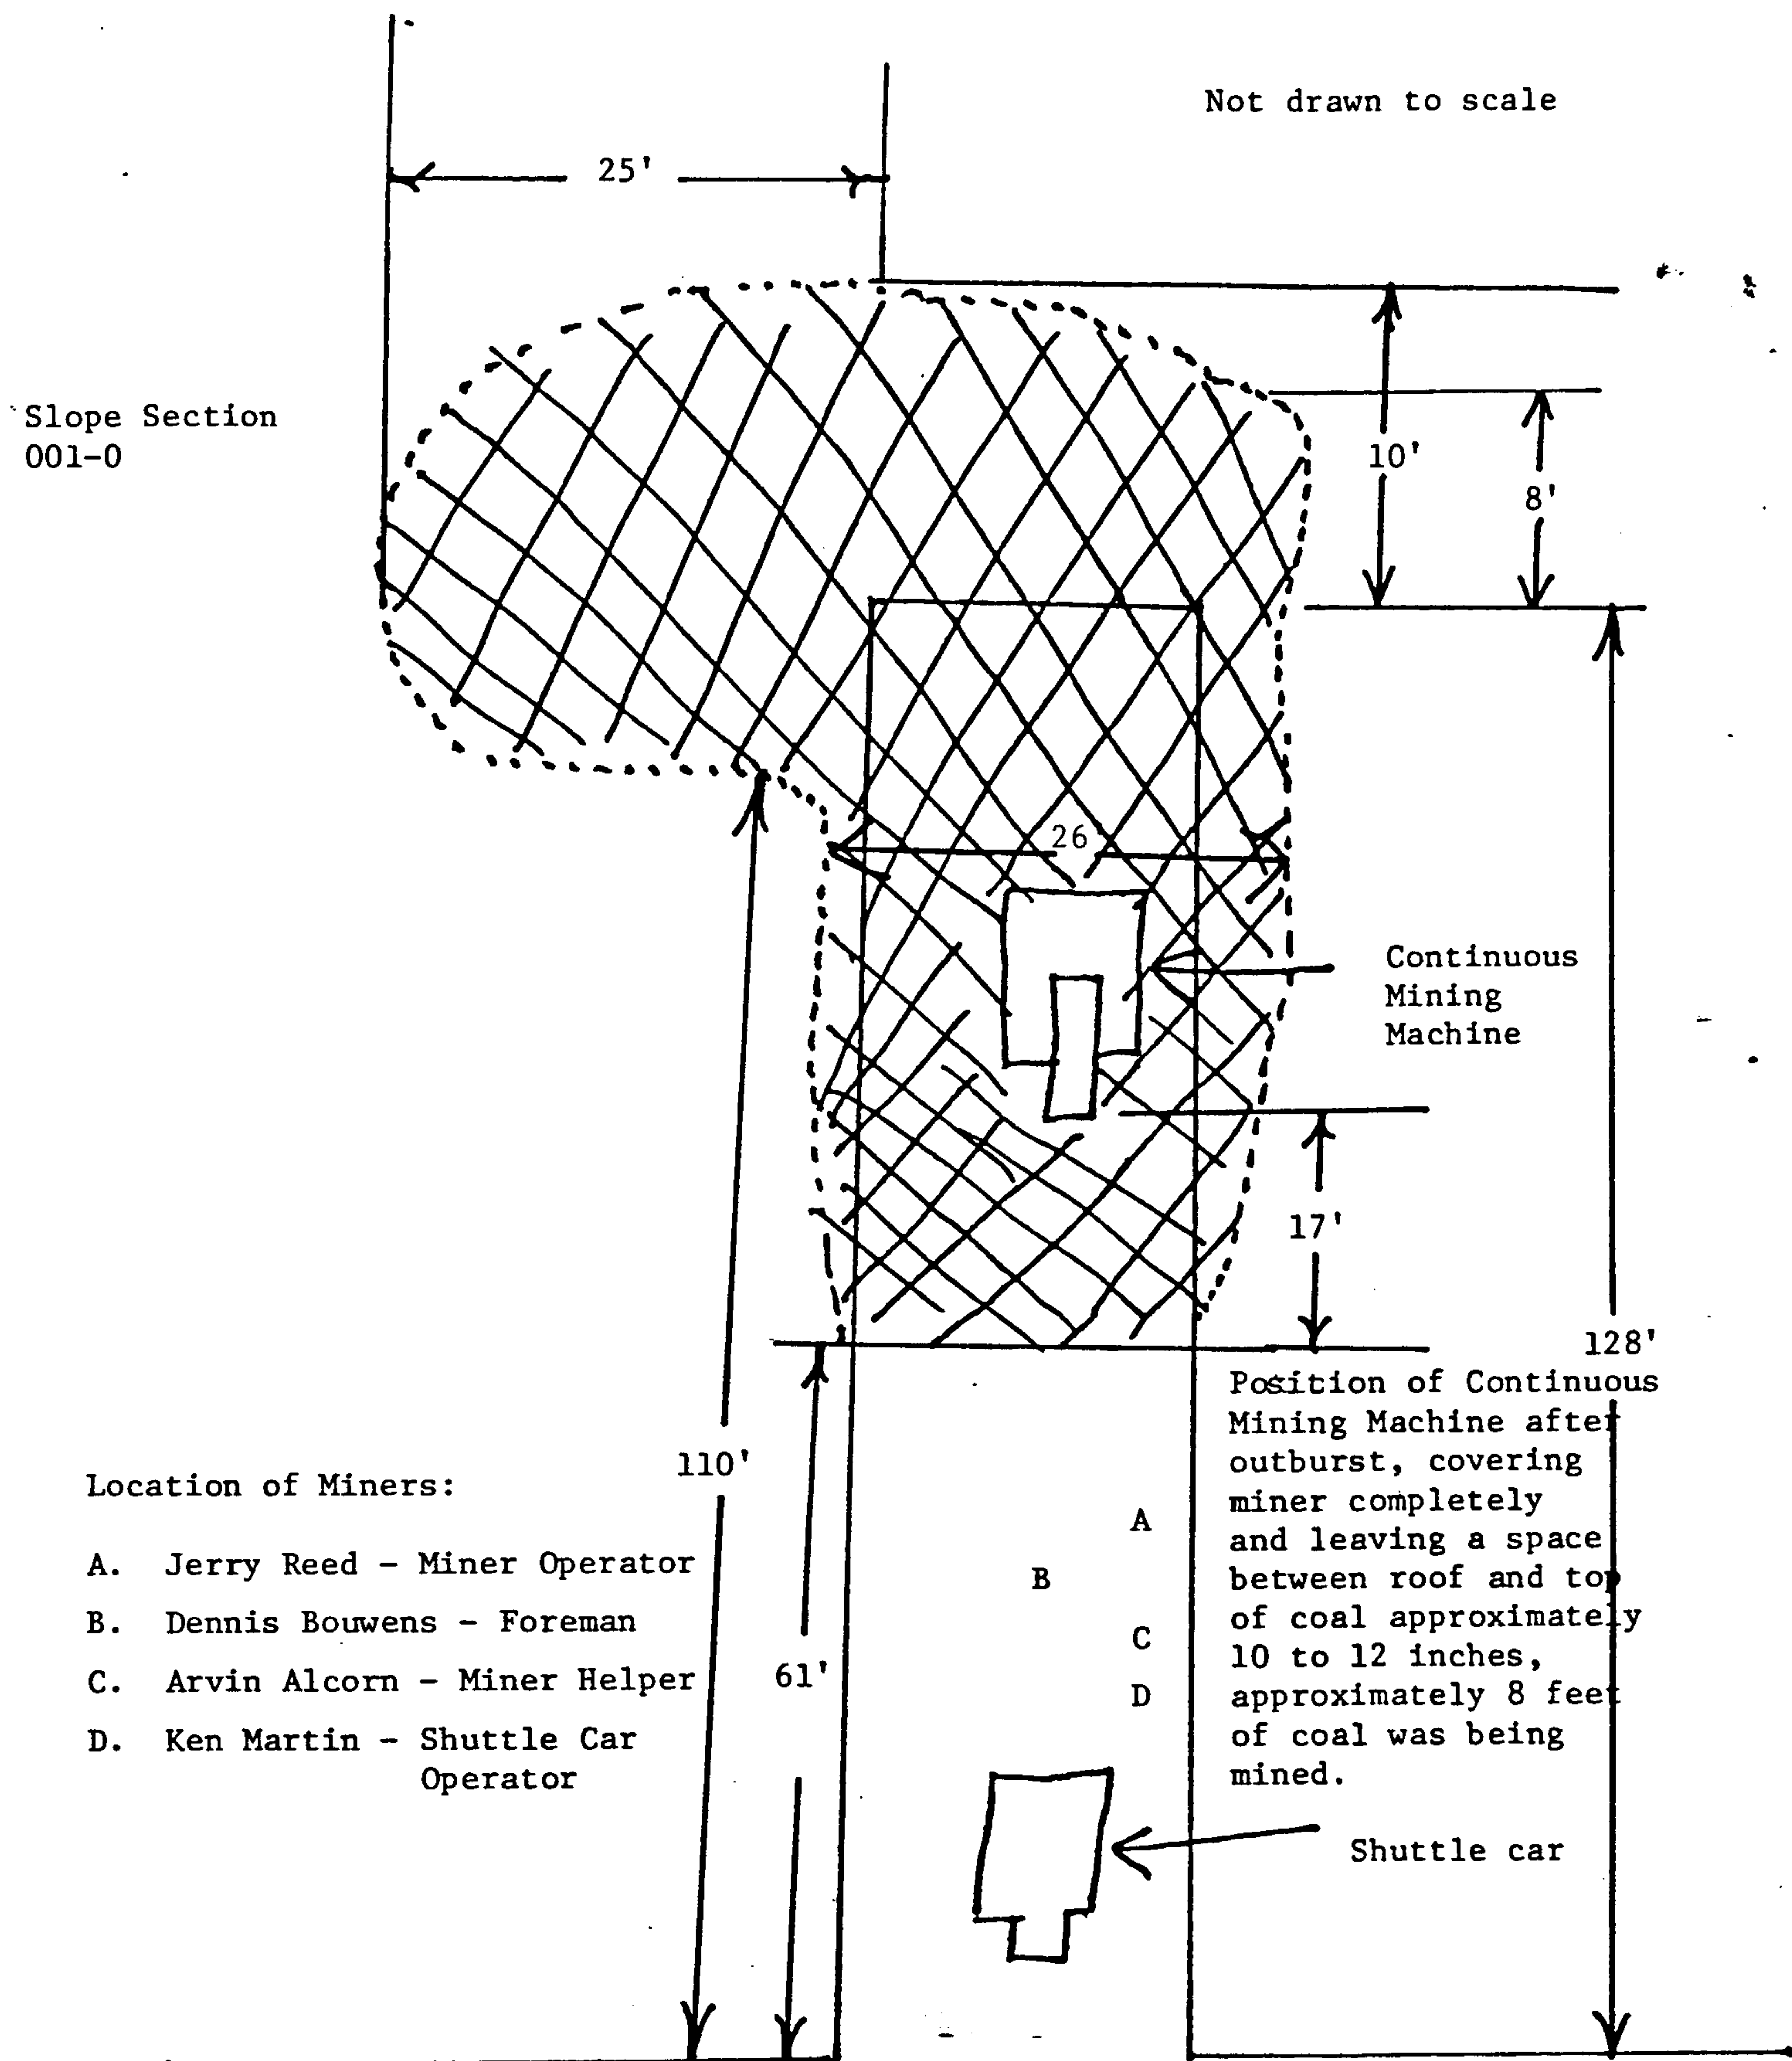 Not drawn to scale
25'
Slope Section
001-0
10'
8'
26
Continuous
Mining
Machine
17'
128'
Position of Continuous
Mining Machine after
outburst, covering
miner completely
and leaving a space
between roof and top
of coal approximately
10 to 12 inches,
approximately 8 feet
of coal was being
mined.
110'
Location of Miners:
A. Jerry Reed - Miner Operator
B. Dennis Bouwens - Foreman
C. Arvin Alcorn - Miner Helper
D. Ken Martin - Shuttle Car
Operator
61'
A
B
C
D
Shuttle car